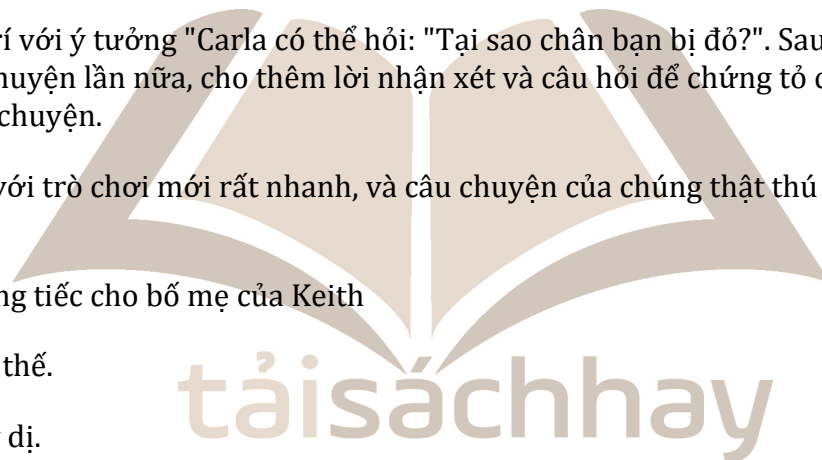 rí với ý tưởng "Carla có thể hỏi: "Tại sao chân bạn bị đỏ?". Sau
huyện lần nữa, cho thêm lời nhận xét và câu hỏi để chứng tỏ c
chuyện.
với trò chơi mới rất nhanh, và câu chuyện của chúng thật thú
ng tiếc cho bố mẹ của Keith
thế.
tảisáchhay
dị.